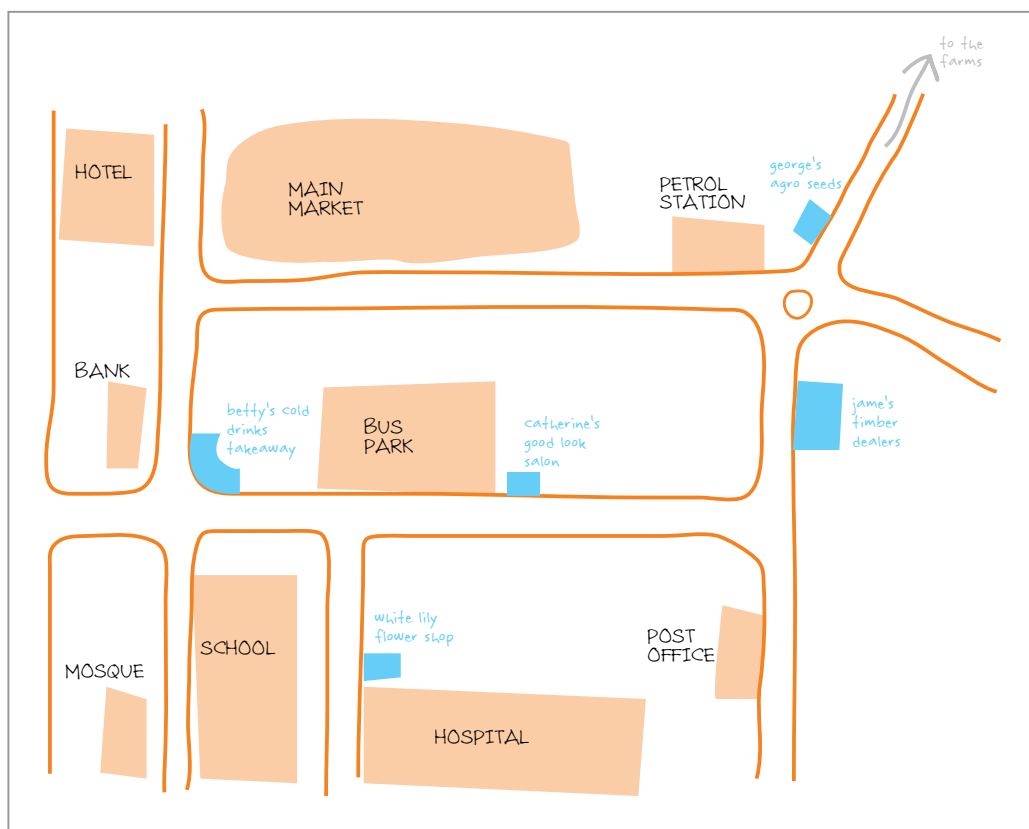 to the
farms
HOTEL
MAIN
MARKET
PETROL
STATION
george's
agro seeds
BANK
betty's cold
drinks
takeaway
BUS
PARK
catherine's
good look
salon
jame's
timber
dealers
white lily
flower shop
SCHOOL
POST
OFFICE
MOSQUE
HOSPITAL